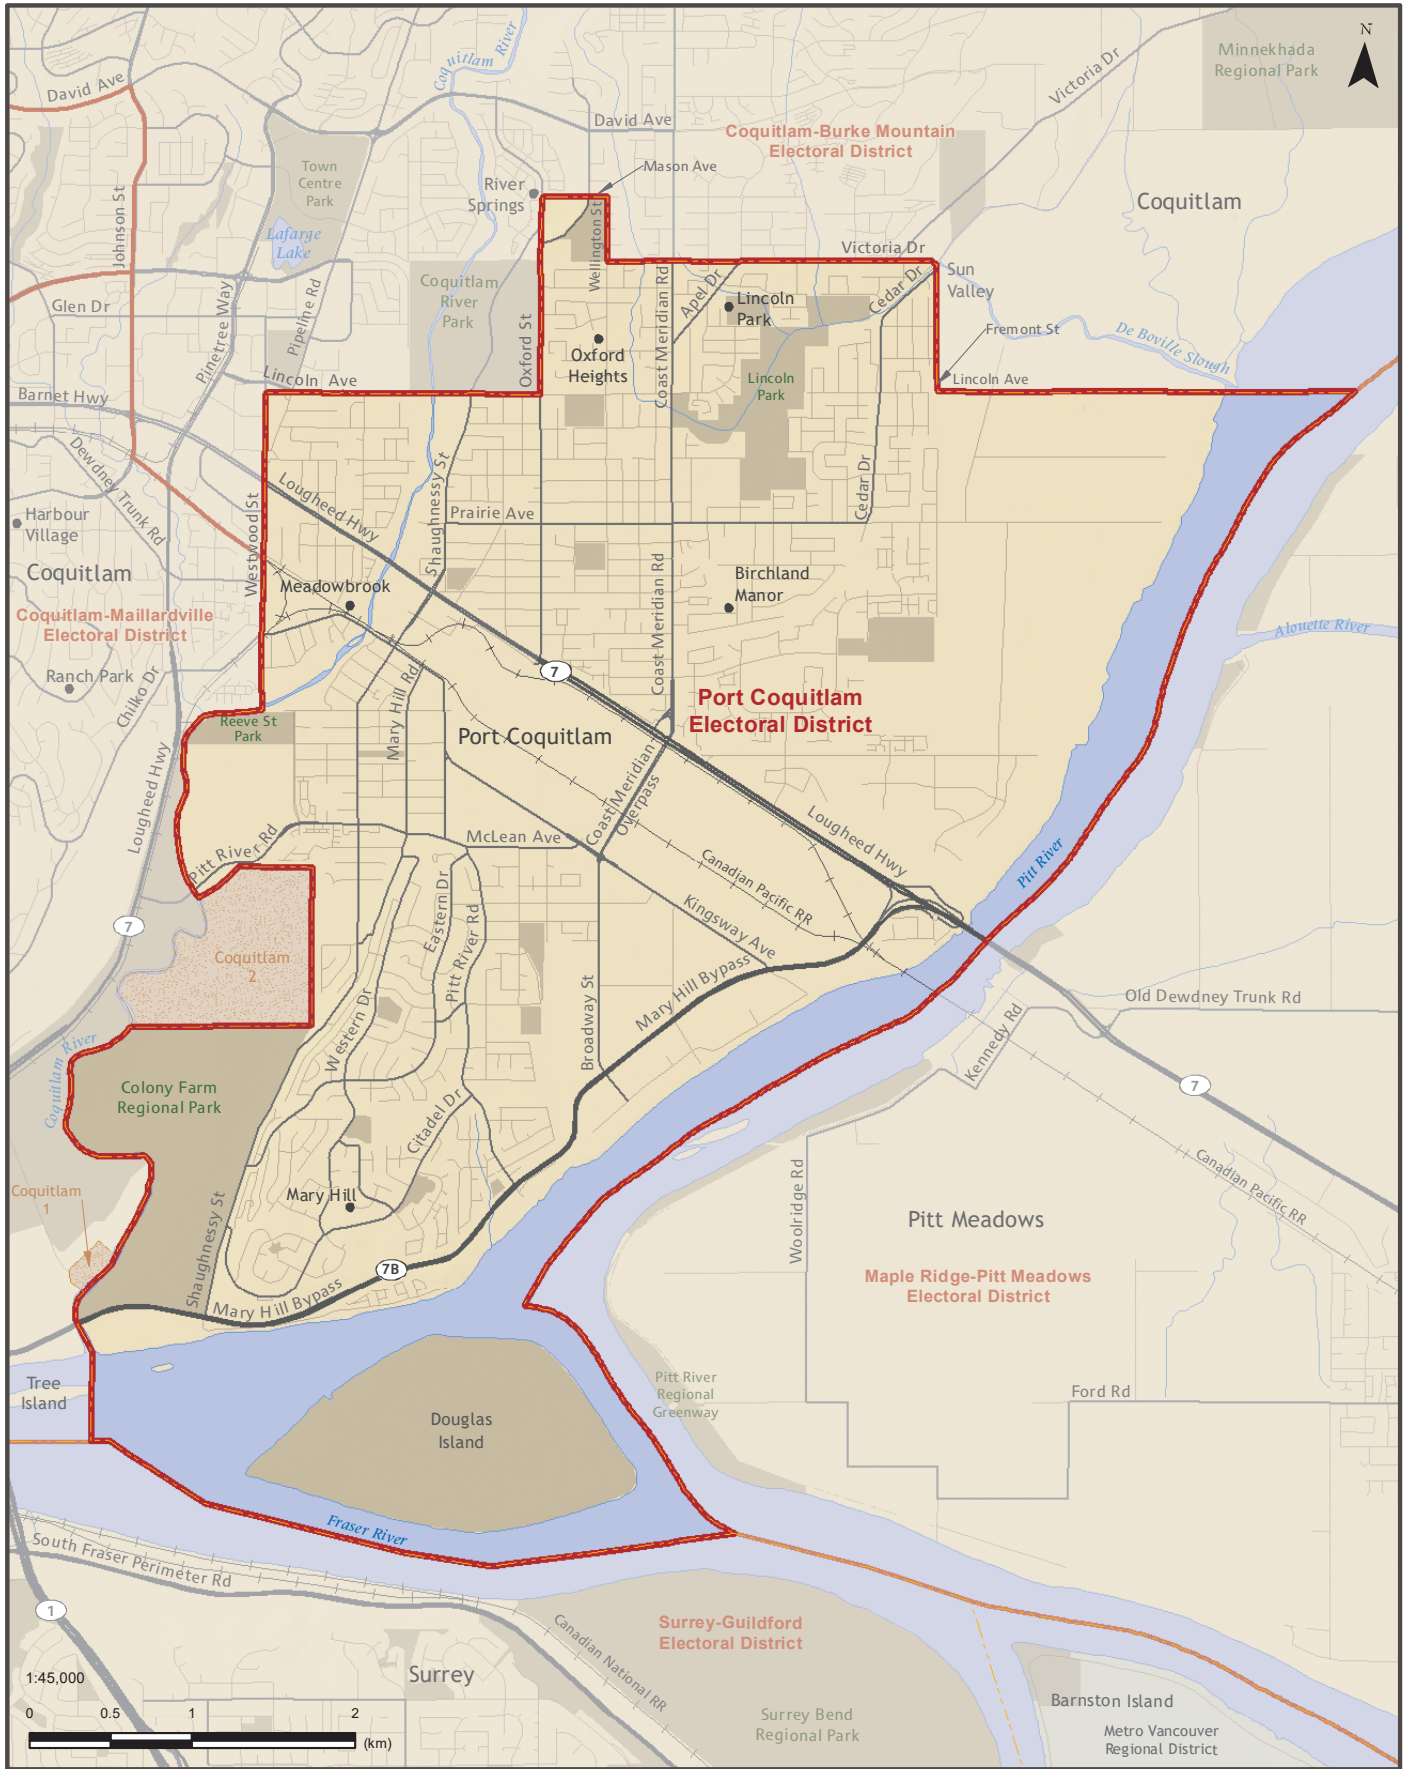 Coquitlam River
N
Minnekhada
Regional Park
David Ave
Victoria Dr
David Ave
Coquitlam-Burke Mountain
Electoral District
Mason Ave
Town
Centre
Park
River
Springs
Coquitlam
Johnson St
Lafarge
Lake
Wellington St
Victoria Dr
Sun
Valley
Coquitlam
River
Park
Pipeline Rd
Pinetree Way
Glen Dr
Oxford St
Coast Meridian Rd
Apel Dr
Lincoln
Park
Cedar Dr
Fremont St
De Boville Slough
Oxford
Heights
Lincoln
Park
Lincoln Ave
Lincoln Ave
Barnet Hwy
Dewdney Trunk Rd
Lougheed Hwy
Westwood St
Shaughnessy St
Prairie Ave
Cedar Dr
Harbour
Village
Coquitlam
Meadowbrook
Coast Meridian Rd
Birchland
Manor
Coquitlam-Maillardville
Electoral District
Alouette River
Ranch Park
Chilko Dr
Mary Hill Rd
7
Port Coquitlam
Electoral District
Reeve St
Park
Port Coquitlam
Lougheed Hwy
Coast Meridian
Overpass
Pitt River Rd
McLean Ave
Lougheed Hwy
Canadian Pacific RR
Pitt River
Eastern Dr
Pitt River Rd
Kingsway Ave
7
Coquitlam
2
Mary Hill Bypass
Old Dewdney Trunk Rd
Western Dr
Broadway St
Kennedy Rd
Coquitlam River
Colony Farm
Regional Park
7
Citadel Dr
Coquitlam
1
Mary Hill
Woolridge Rd
Canadian Pacific RR
Shaughnessy St
Pitt Meadows
7B
Mary Hill Bypass
Maple Ridge-Pitt Meadows
Electoral District
Tree
Island
Pitt River
Regional
Greenway
Ford Rd
Douglas
Island
Fraser River
South Fraser Perimeter Rd
1
Canadian National RR
Surrey-Guildford
Electoral District
Surrey
1:45,000
0 0.5 1 2
(km)
Surrey Bend
Regional Park
Barnston Island
Metro Vancouver
Regional District